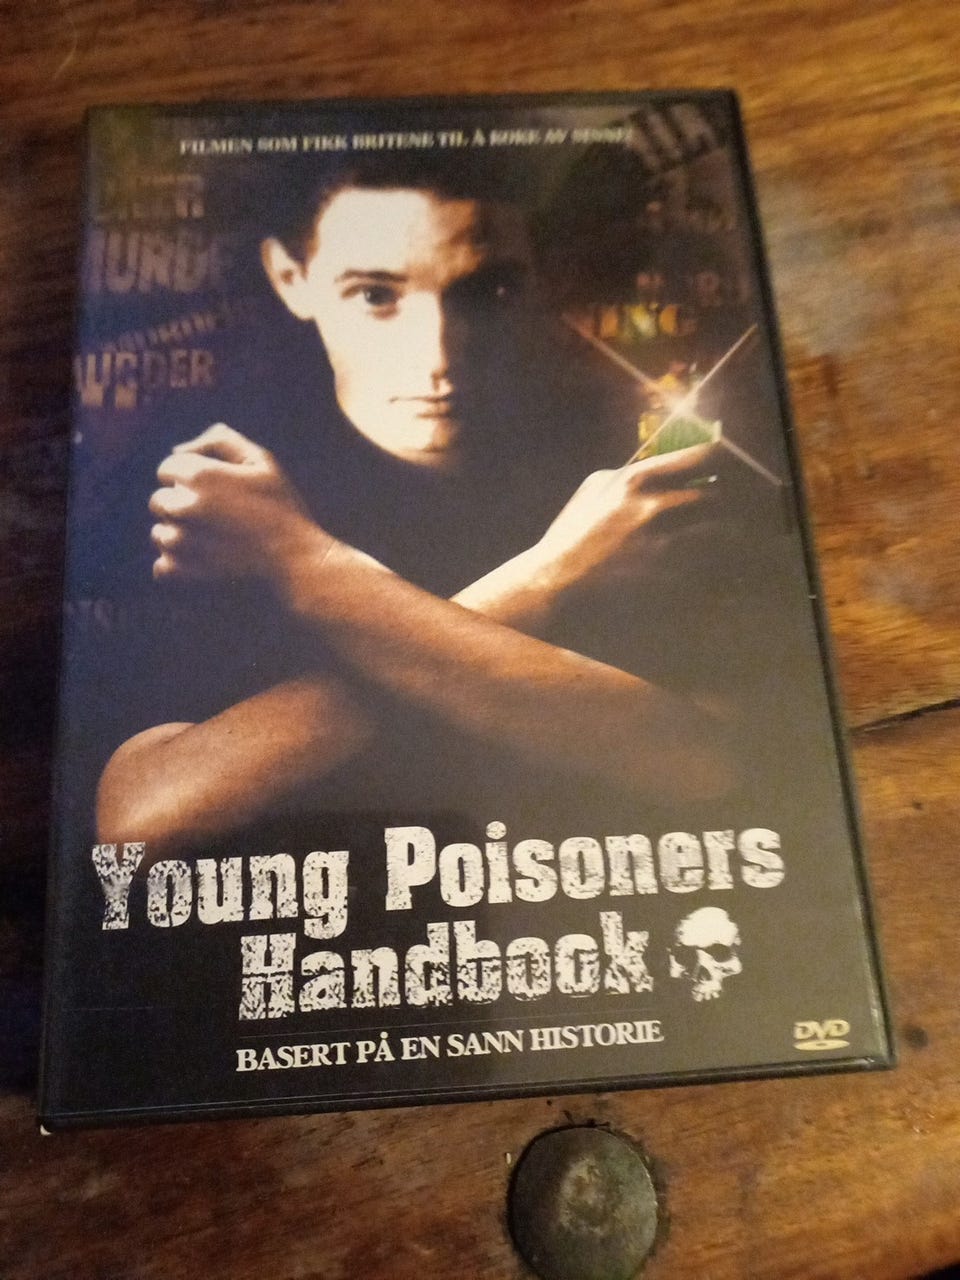 FILMEN SOM FIKK BRITENE TIL Å KOKE AV SINNE!
MURDER
Young Poisoners
Handbook
BASERT PÅ EN SANN HISTORIE
DVD